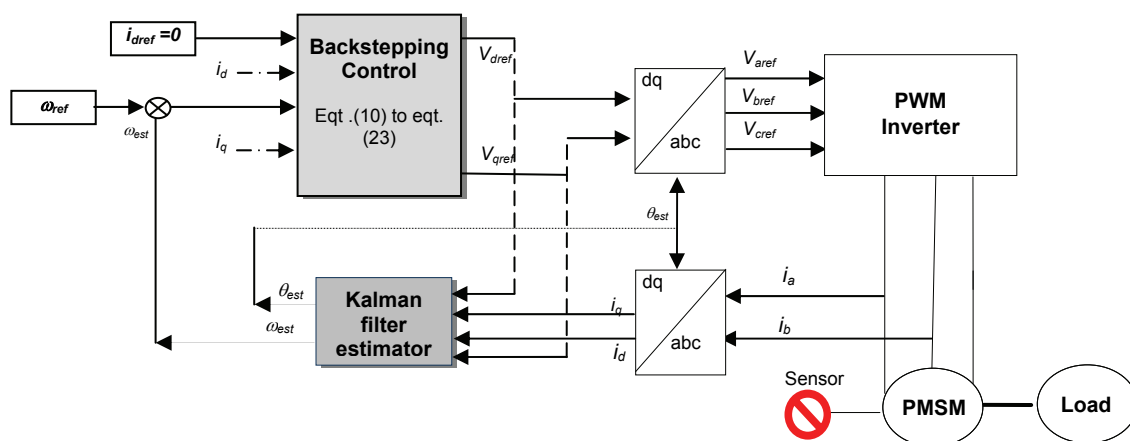 i_dref =0
Backstepping
Control
Eqt .(10) to eqt.
(23)
i_d
ω_ref
ω_est
i_q
V_dref
V_qref
dq
abc
V_aref
V_bref
V_cref
PWM
Inverter
θ_est
θ_est
ω_est
Kalman
filter
estimator
i_q
i_d
dq
abc
i_a
i_b
Sensor
PMSM
Load